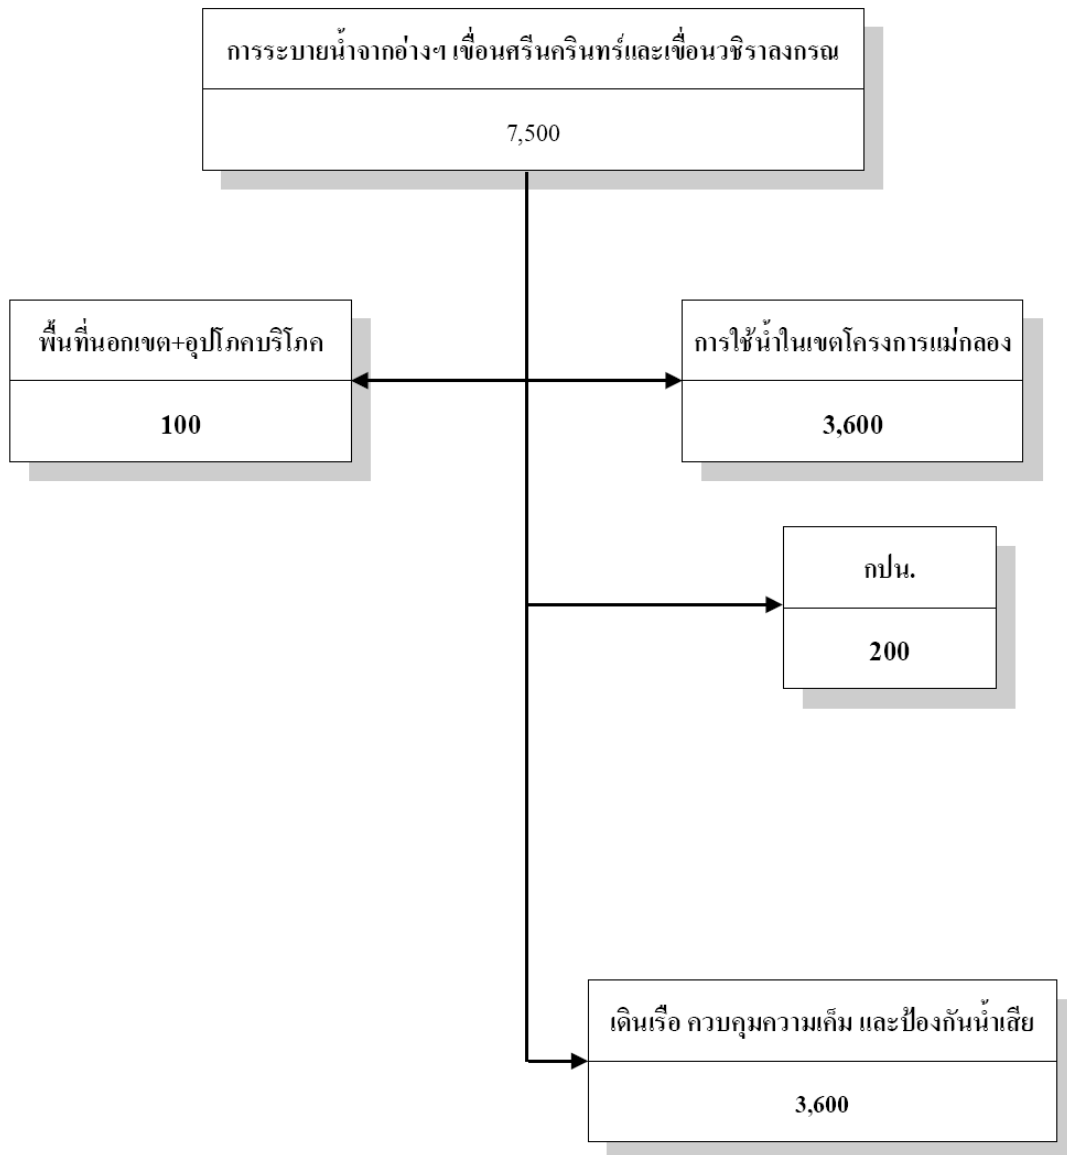 การระบายน้ำจากอ่างฯ เขื่อนศรีนครินทร์และเขื่อนวชิราลงกรณ
7,500
พื้นที่นอกเขต+อุปโภคบริโภค
100
การใช้น้ำในเขตโครงการแม่กลอง
3,600
กปน.
200
เดินเรือ ควบคุมความเค็ม และป้องกันน้ำเสีย
3,600